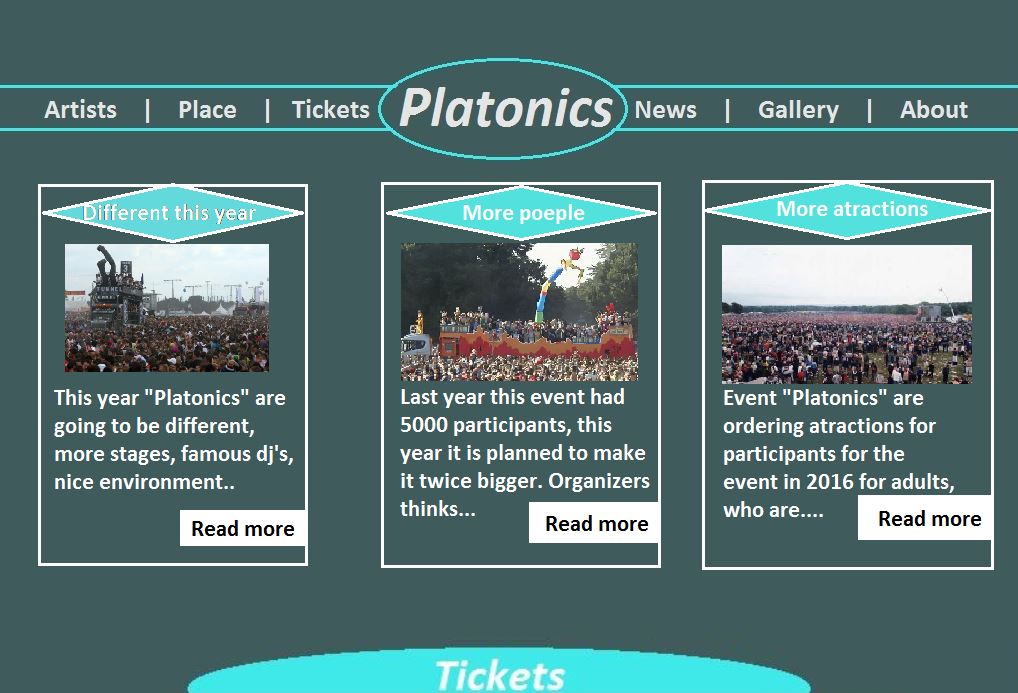 Artists | Place | Tickets Platonics News | Gallery | About
Different this year
TUNNEL
This year "Platonics" are
going to be different,
more stages, famous dj's,
nice environment..
Read more
More poeple
Last year this event had
5000 participants, this
year it is planned to make
it twice bigger. Organizers
thinks...
Read more
More atractions
Event "Platonics" are
ordering atractions for
participants for the
event in 2016 for adults,
who are....
Read more
Tickets